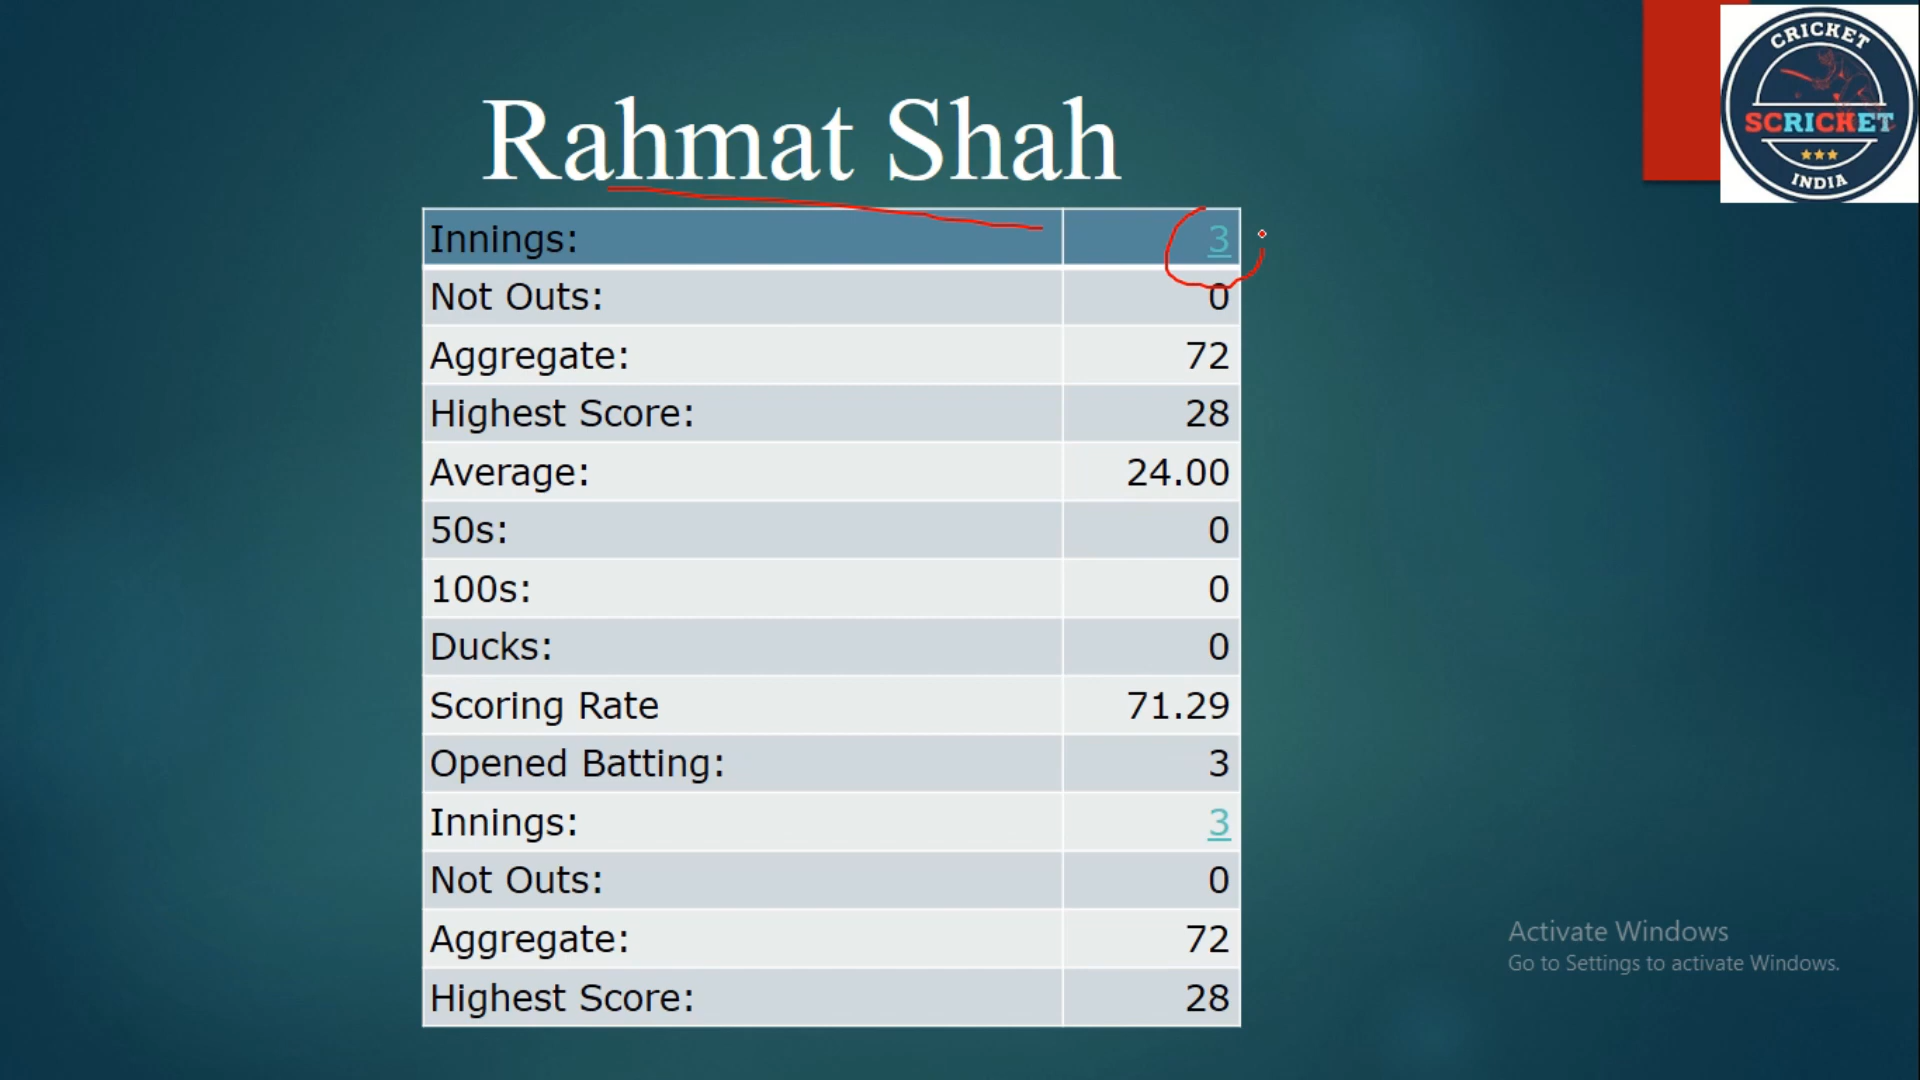 Rahmat Shah
CRICKET
SCRICKET
INDIA
Innings: 3
Not Outs: 0
Aggregate: 72
Highest Score: 28
Average: 24.00
50s: 0
100s: 0
Ducks: 0
Scoring Rate 71.29
Opened Batting: 3
Innings: 3
Not Outs: 0
Aggregate: 72
Highest Score: 28
Activate Windows
Go to Settings to activate Windows.